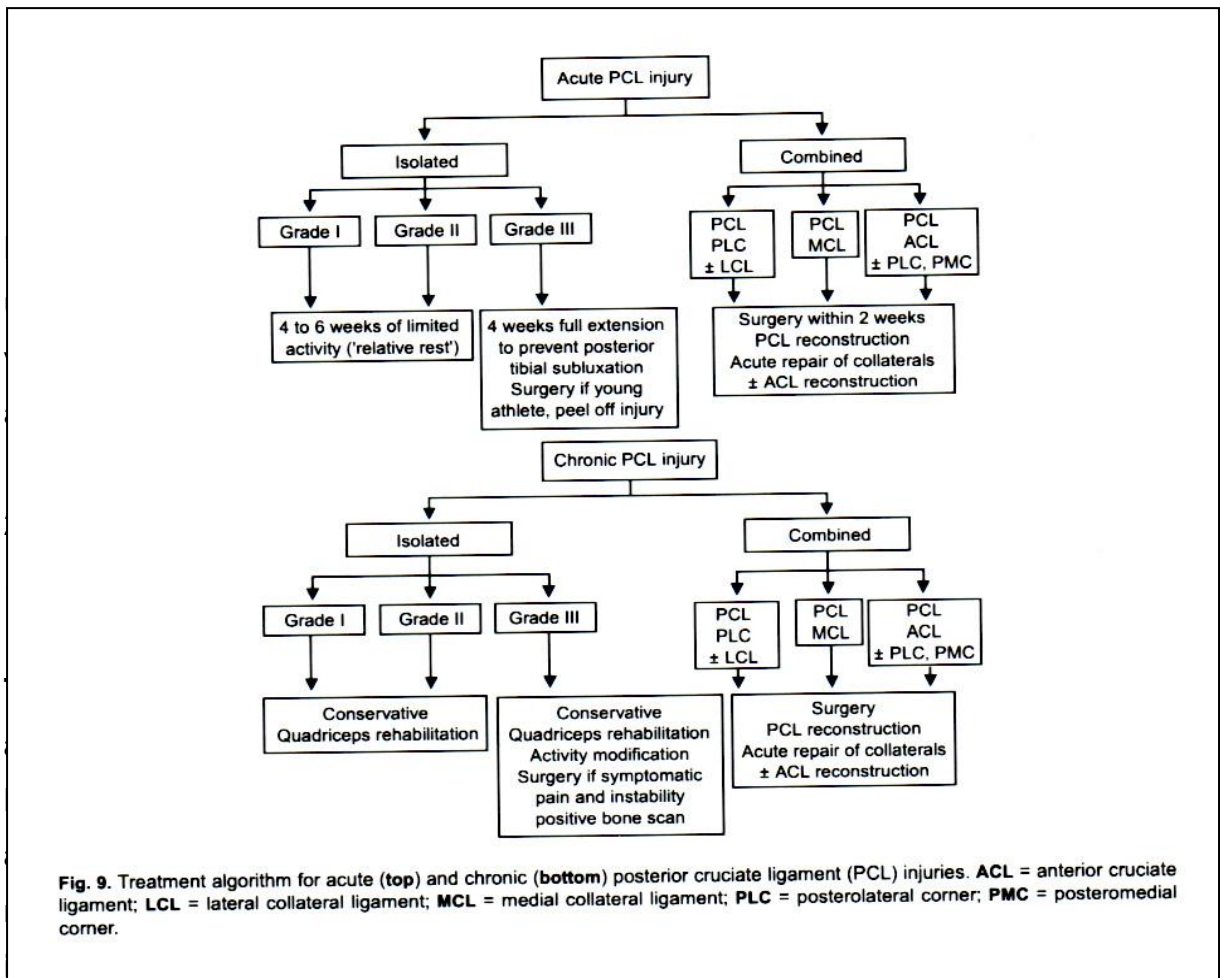 Acute PCL injury
Isolated
Combined
Grade I
Grade II
Grade III
PCL
PLC
± LCL
PCL
MCL
PCL
ACL
± PLC, PMC
4 to 6 weeks of limited
activity ('relative rest')
4 weeks full extension
to prevent posterior
tibial subluxation
Surgery if young
athlete, peel off injury
Surgery within 2 weeks
PCL reconstruction
Acute repair of collaterals
± ACL reconstruction
Chronic PCL injury
Isolated
Combined
Grade I
Grade II
Grade III
PCL
PLC
± LCL
PCL
MCL
PCL
ACL
± PLC, PMC
Conservative
Quadriceps rehabilitation
Conservative
Quadriceps rehabilitation
Activity modification
Surgery if symptomatic
pain and instability
positive bone scan
Surgery
PCL reconstruction
Acute repair of collaterals
± ACL reconstruction
Fig. 9. Treatment algorithm for acute (top) and chronic (bottom) posterior cruciate ligament (PCL) injuries. ACL = anterior cruciate
ligament; LCL = lateral collateral ligament; MCL = medial collateral ligament; PLC = posterolateral corner; PMC = posteromedial
corner.